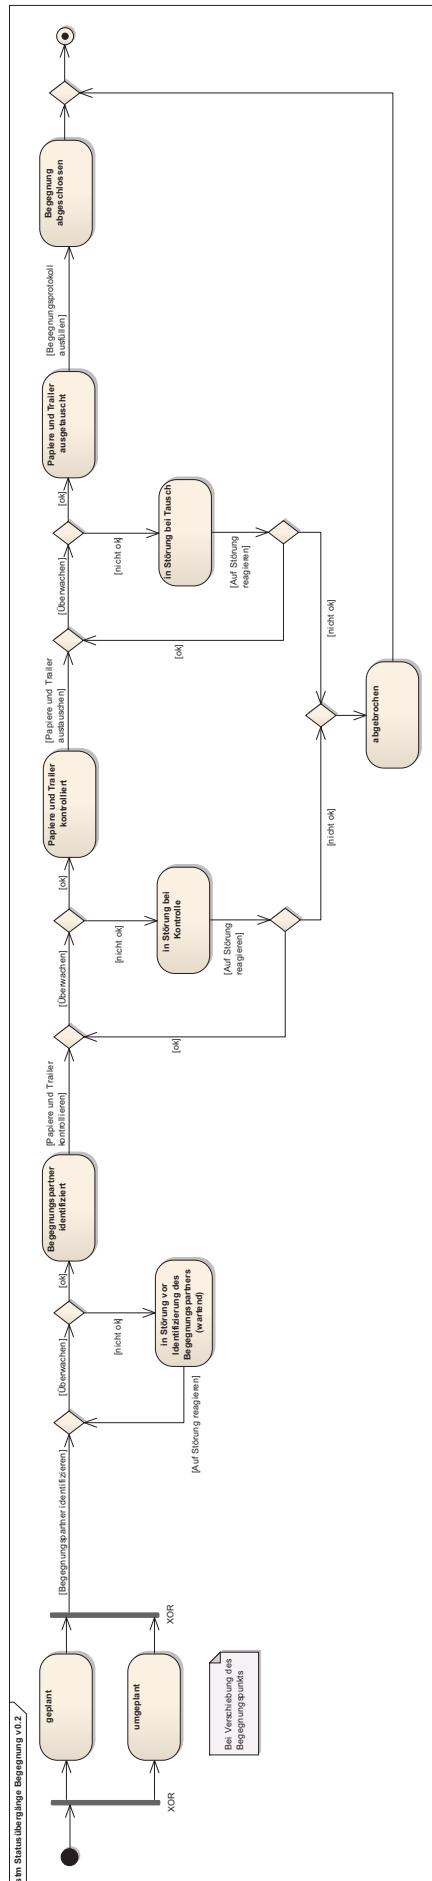 stm Statusübergänge Begegnung v0.2
XOR
geplant
umgeplant
XOR
Bei Verschiebung des
Begegnungspunkts
[Begegnungspartner identifizieren]
[Überwachen]
[ok]
[nicht ok]
in Störung vor
Identifizierung des
Begegnungspartners
(wartend)
[Auf Störung reagieren]
Begegnungspartner
identifiziert
[Papiere und Trailer
kontrollieren]
[Überwachen]
[ok]
[nicht ok]
in Störung bei
Kontrolle
[Auf Störung
reagieren]
[ok]
[nicht ok]
Papiere und Trailer
kontrolliert
[Papiere und Trailer
austauschen]
[Überwachen]
[ok]
[nicht ok]
in Störung bei Tausch
[Auf Störung
reagieren]
[ok]
[nicht ok]
abgebrochen
Papiere und Trailer
ausgetauscht
[Begegnungsprotokoll
ausfüllen]
Begegnung
abgeschlossen